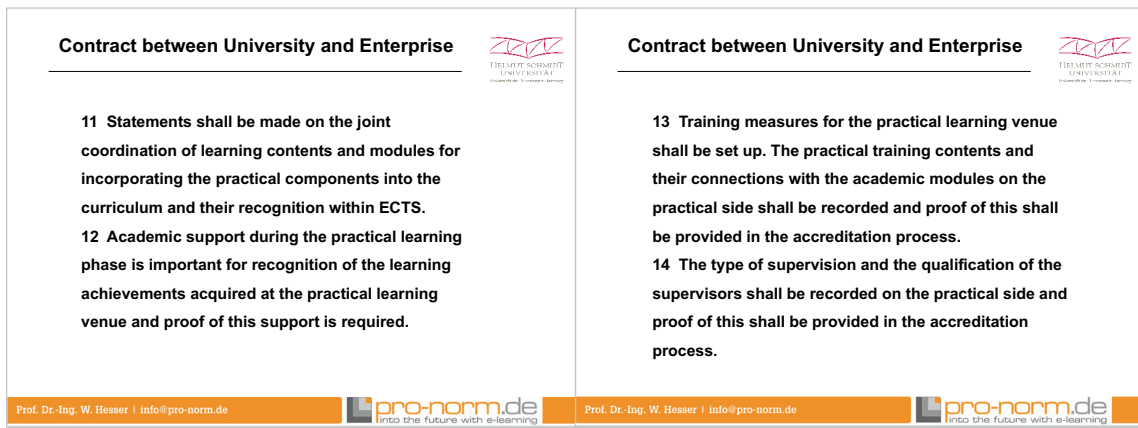 Contract between University and Enterprise
HELMUT SCHMIDT
UNIVERSITÄT
11 Statements shall be made on the joint
coordination of learning contents and modules for
incorporating the practical components into the
curriculum and their recognition within ECTS.
12 Academic support during the practical learning
phase is important for recognition of the learning
achievements acquired at the practical learning
venue and proof of this support is required.
Prof. Dr.-Ing. W. Hesser | info@pro-norm.de
pro-norm.de
into the future with e-learning
Contract between University and Enterprise
HELMUT SCHMIDT
UNIVERSITÄT
13 Training measures for the practical learning venue
shall be set up. The practical training contents and
their connections with the academic modules on the
practical side shall be recorded and proof of this shall
be provided in the accreditation process.
14 The type of supervision and the qualification of the
supervisors shall be recorded on the practical side and
proof of this shall be provided in the accreditation
process.
Prof. Dr.-Ing. W. Hesser | info@pro-norm.de
pro-norm.de
into the future with e-learning